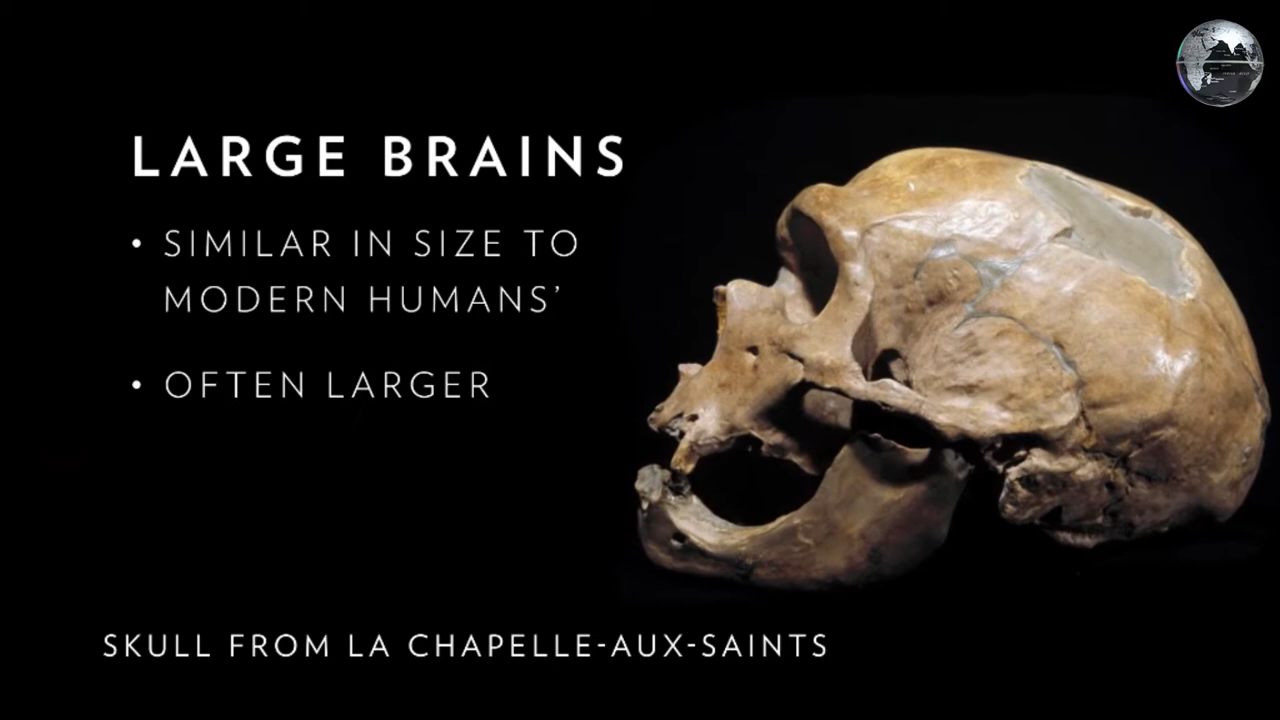 LARGE BRAINS
• SIMILAR IN SIZE TO
MODERN HUMANS’
• OFTEN LARGER
SKULL FROM LA CHAPELLE-AUX-SAINTS